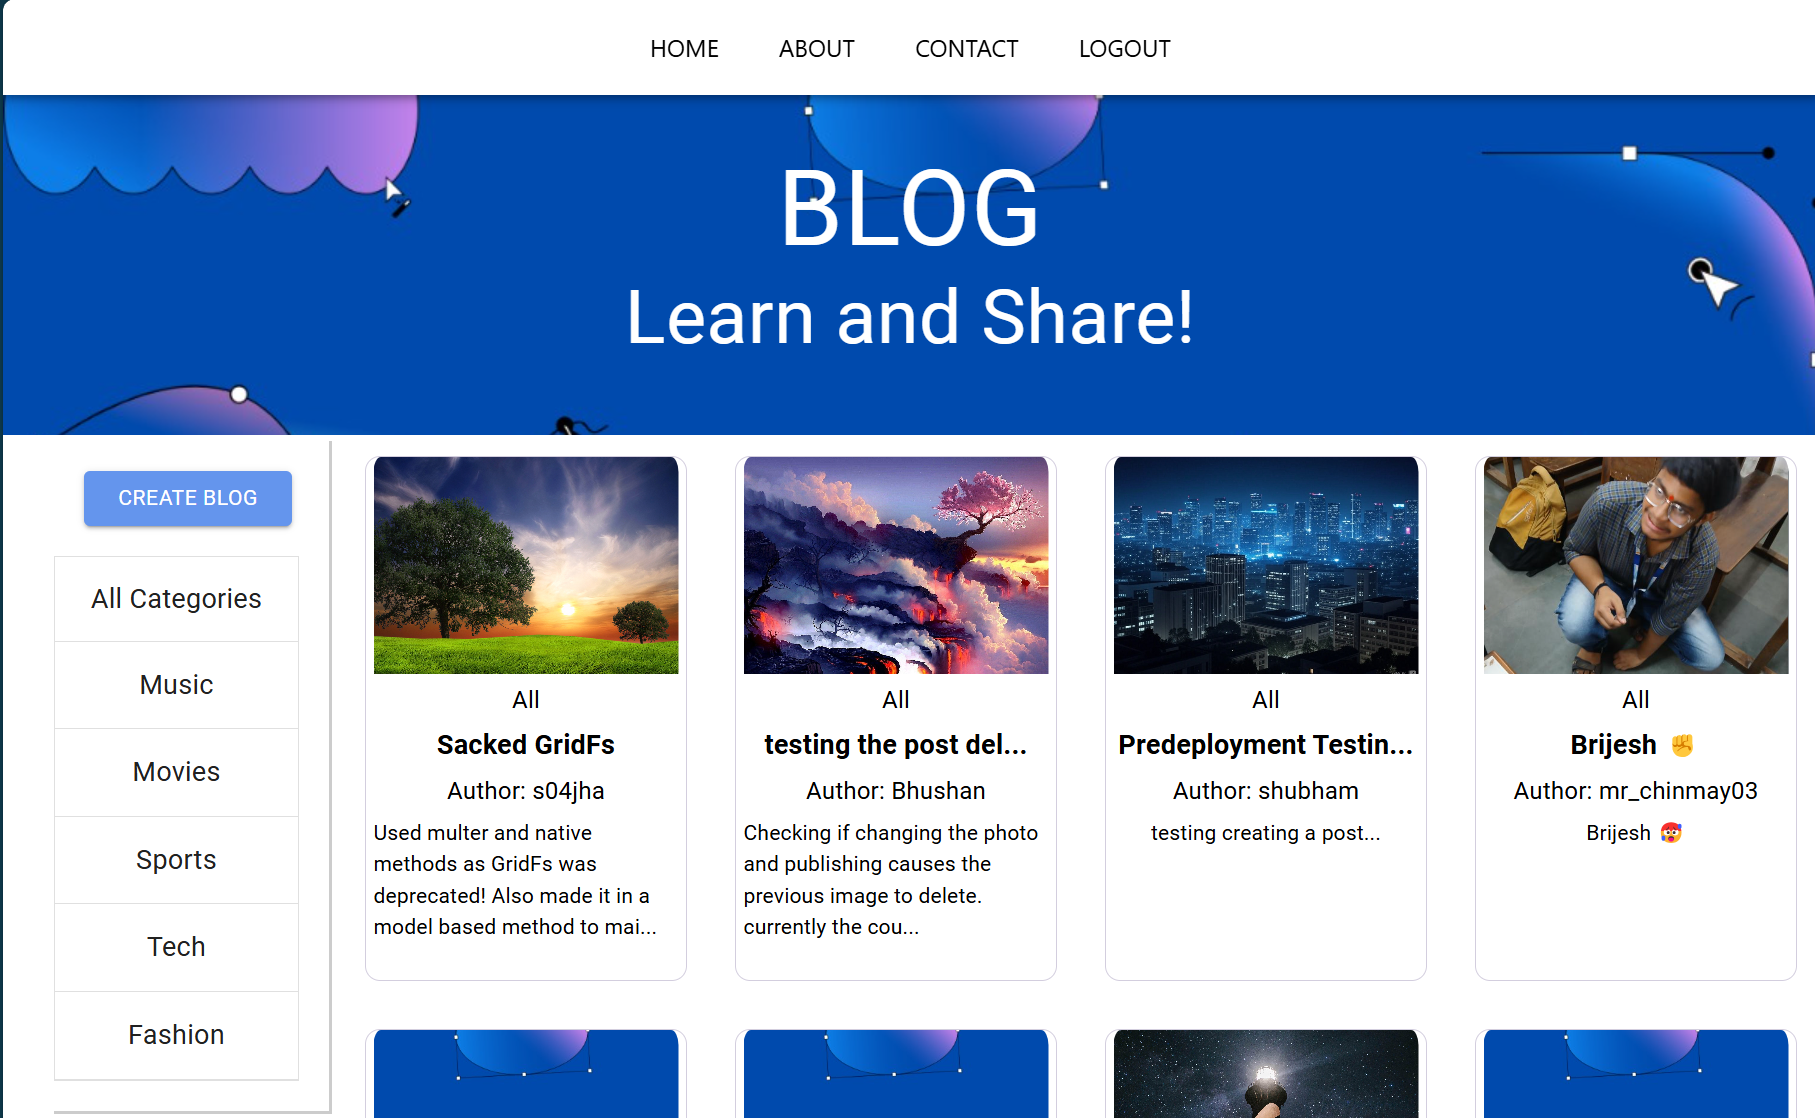 HOME ABOUT CONTACT LOGOUT
BLOG
Learn and Share!
CREATE BLOG
All Categories
Music
Movies
Sports
Tech
Fashion
All
Sacked GridFs
Author: s04jha
Used multer and native
methods as GridFs was
deprecated! Also made it in a
model based method to mai...
All
testing the post del...
Author: Bhushan
Checking if changing the photo
and publishing causes the
previous image to delete.
currently the cou...
All
Predeployment Testin...
Author: shubham
testing creating a post...
All
Brijesh ✊
Author: mr_chinmay03
Brijesh 🥵